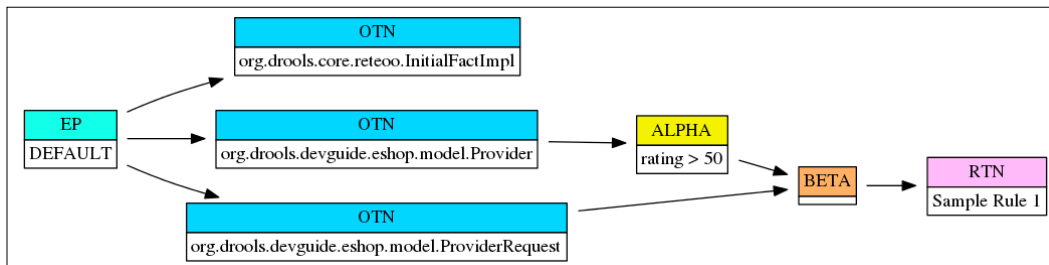 OTN
org.drools.core.reteoo.InitialFactImpl
EP
DEFAULT
OTN
org.drools.devguide.eshop.model.Provider
ALPHA
rating > 50
BETA
RTN
Sample Rule 1
OTN
org.drools.devguide.eshop.model.ProviderRequest